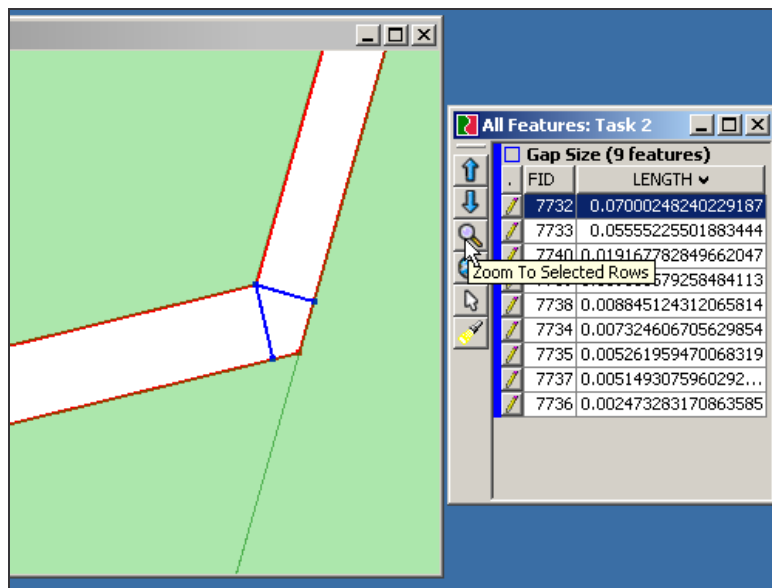 All Features: Task 2
Gap Size (9 features)
. FID LENGTH
7732 0.07000248240229187
7733 0.05555225501883444
7740 0.019167782849662047
Zoom To Selected Rows 579258484113
7738 0.008845124312065814
7734 0.007324606705629854
7735 0.005261959470068319
7737 0.0051493075960292...
7736 0.002473283170863585